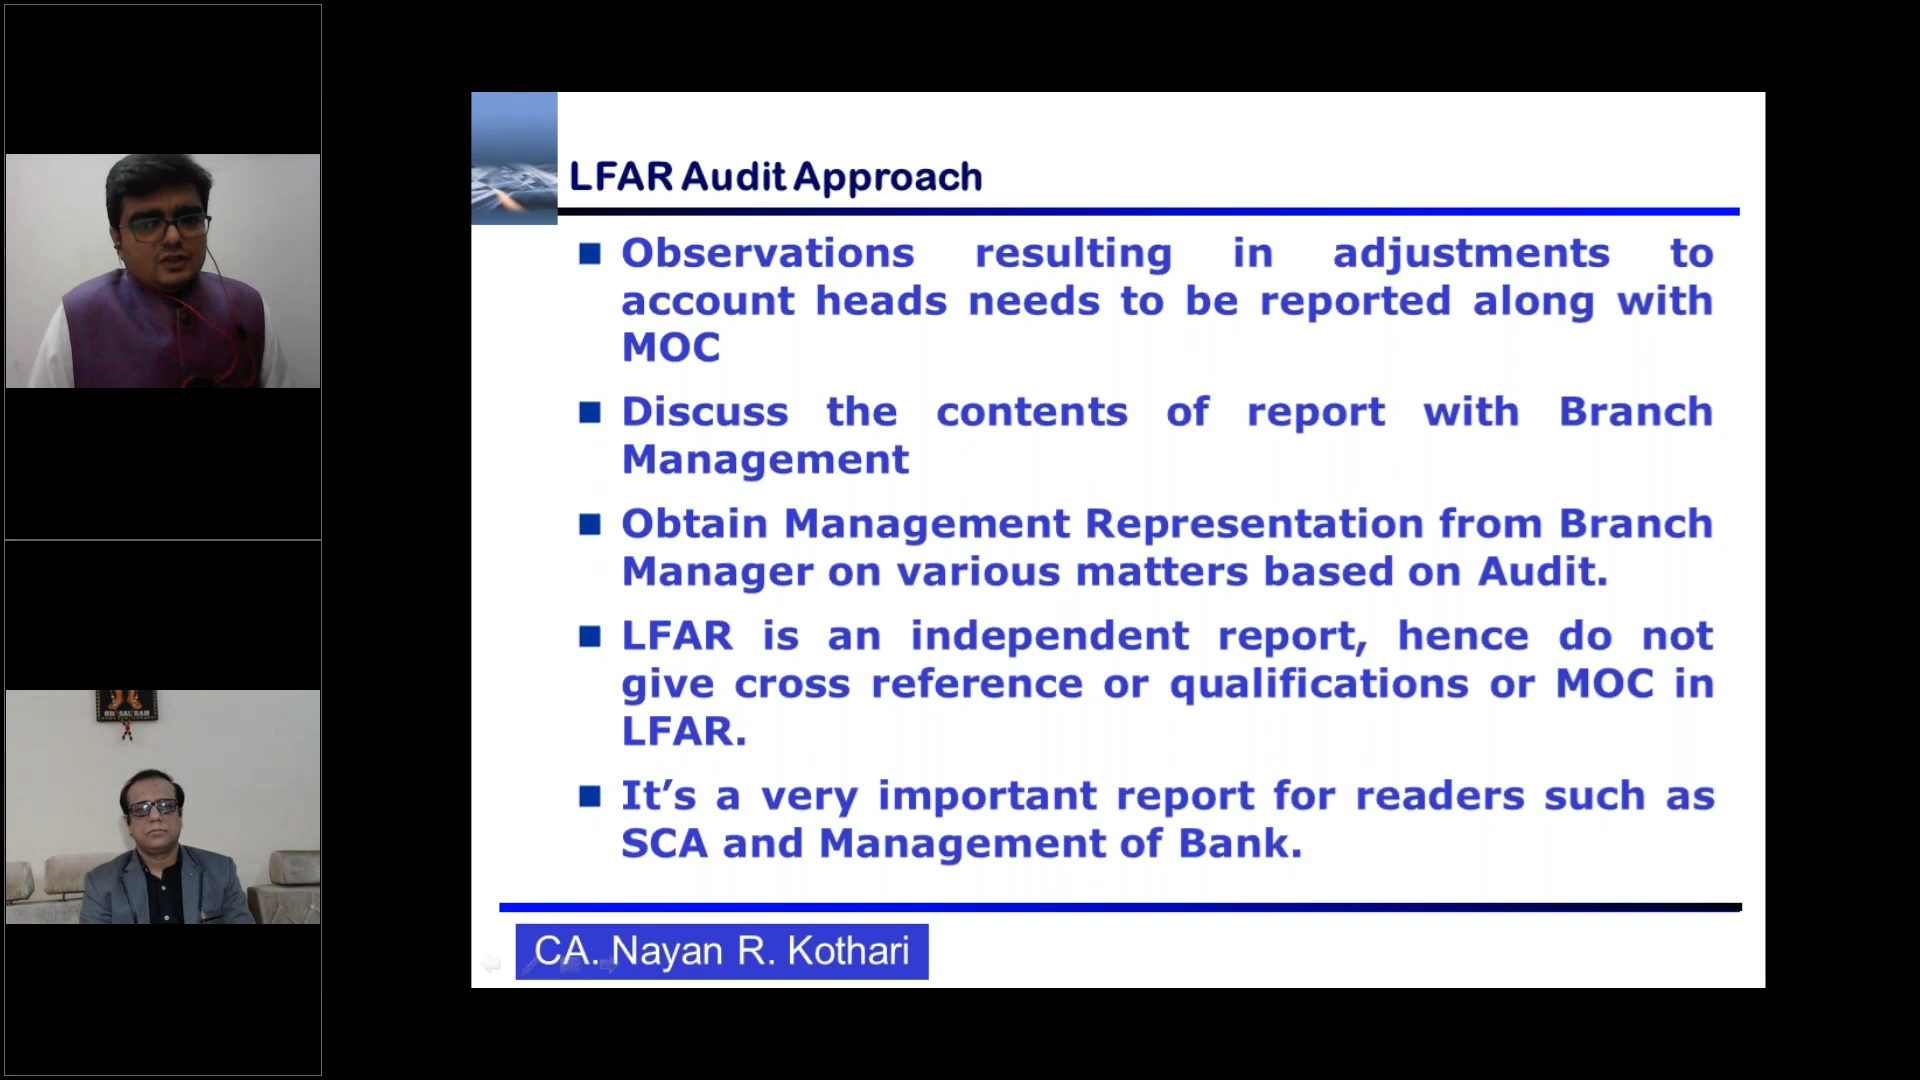 LFAR Audit Approach
Observations resulting in adjustments to
account heads needs to be reported along with
MOC
Discuss the contents of report with Branch
Management
Obtain Management Representation from Branch
Manager on various matters based on Audit.
LFAR is an independent report, hence do not
give cross reference or qualifications or MOC in
LFAR.
It’s a very important report for readers such as
SCA and Management of Bank.
CA. Nayan R. Kothari
OM SAI RAM